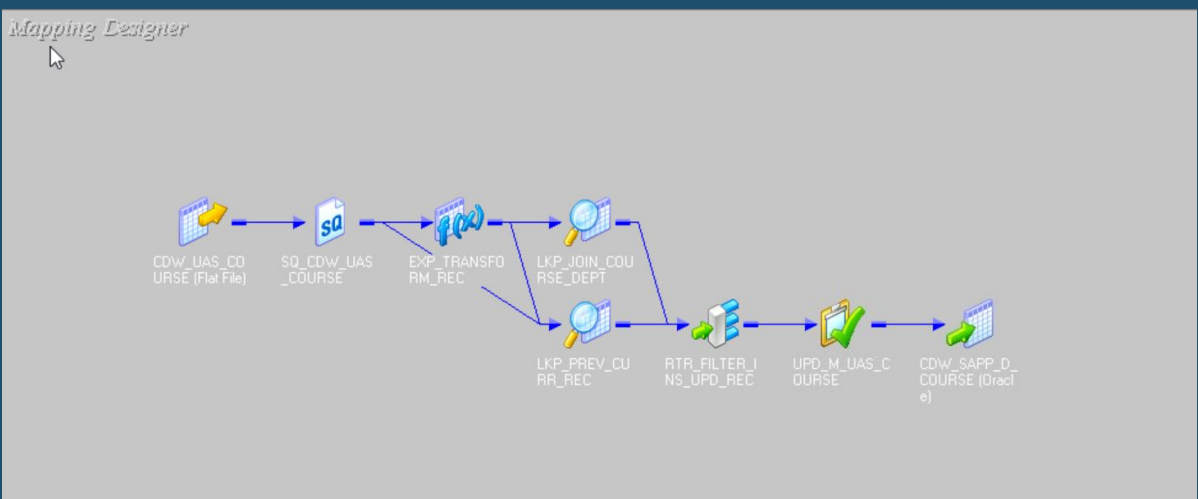 Mapping Designer
CDW_UAS_CO
URSE (Flat File)
SQ_CDW_UAS
_COURSE
EXP_TRANSFO
RM_REC
LKP_JOIN_COU
RSE_DEPT
LKP_PREV_CU
RR_REC
RTR_FILTER_I
NS_UPD_REC
UPD_M_UAS_C
OURSE
CDW_SAPP_D_
COURSE (Oracl
e)
SQ
f(x)